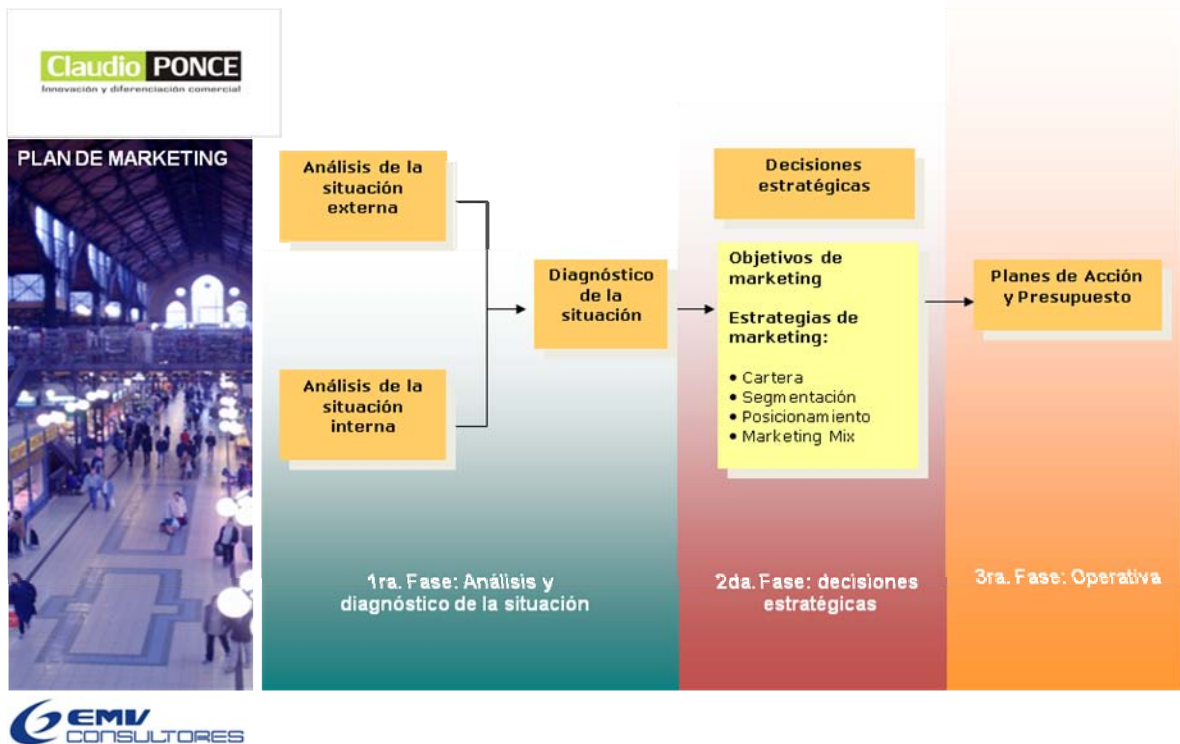 Claudio PONCE
Innovación y diferenciación comercial
PLAN DE MARKETING
Análisis de la
situación
externa
Análisis de la
situación
interna
Diagnóstico
de la
situación
Decisiones
estratégicas
Objetivos de
marketing
Estrategias de
marketing:
• Cartera
• Segmentación
• Posicionamiento
• Marketing Mix
Planes de Acción
y Presupuesto
1ra. Fase: Análisis y
diagnóstico de la situación
2da. Fase: decisiones
estratégicas
3ra. Fase: Operativa
EMV
CONSULTORES